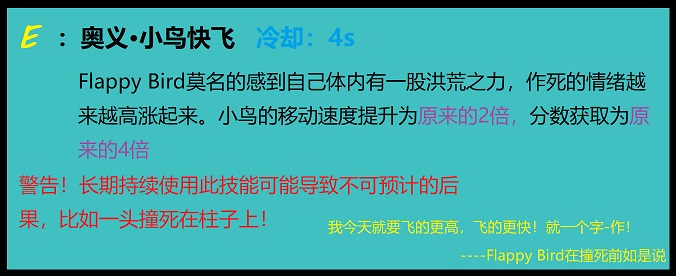 E：奥义·小鸟快飞 冷却：4s
Flappy Bird莫名的感到自己体内有一股洪荒之力，作死的情绪越
来越高涨起来。小鸟的移动速度提升为原来的2倍，分数获取为原
来的4倍
警告！长期持续使用此技能可能导致不可预计的后
果，比如一头撞死在柱子上！
我今天就要飞的更高，飞的更快！就一个字-作！
----Flappy Bird在撞死前如是说